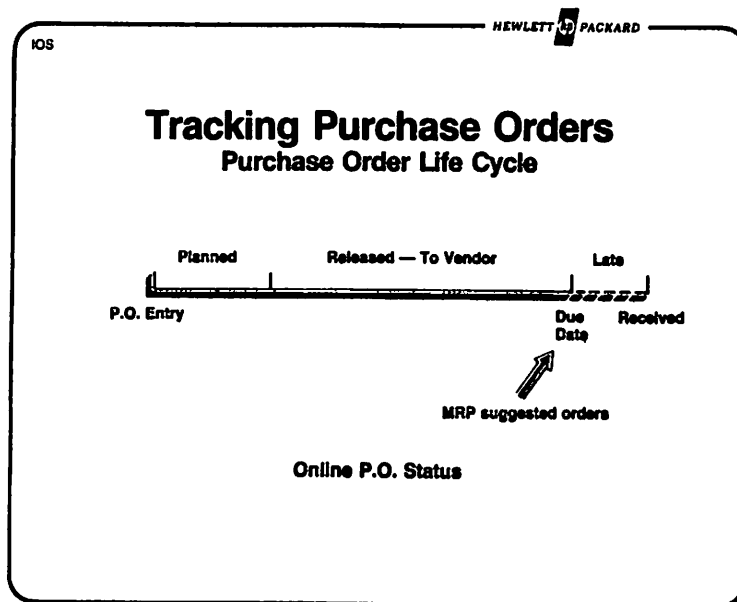 HEWLETT hp PACKARD
IOS
Tracking Purchase Orders
Purchase Order Life Cycle
Planned Released — To Vendor Late
P.O. Entry Due Date Received
MRP suggested orders
Online P.O. Status